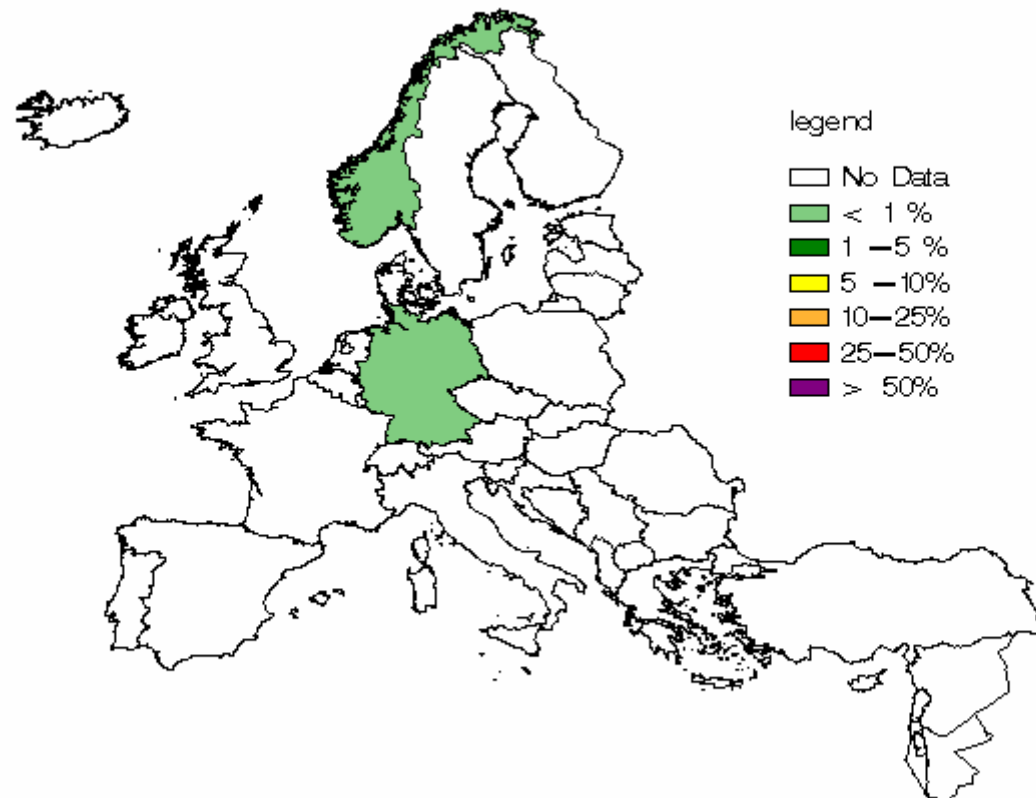 legend
No Data
< 1 %
1 –5 %
5 –10%
10–25%
25–50%
> 50%